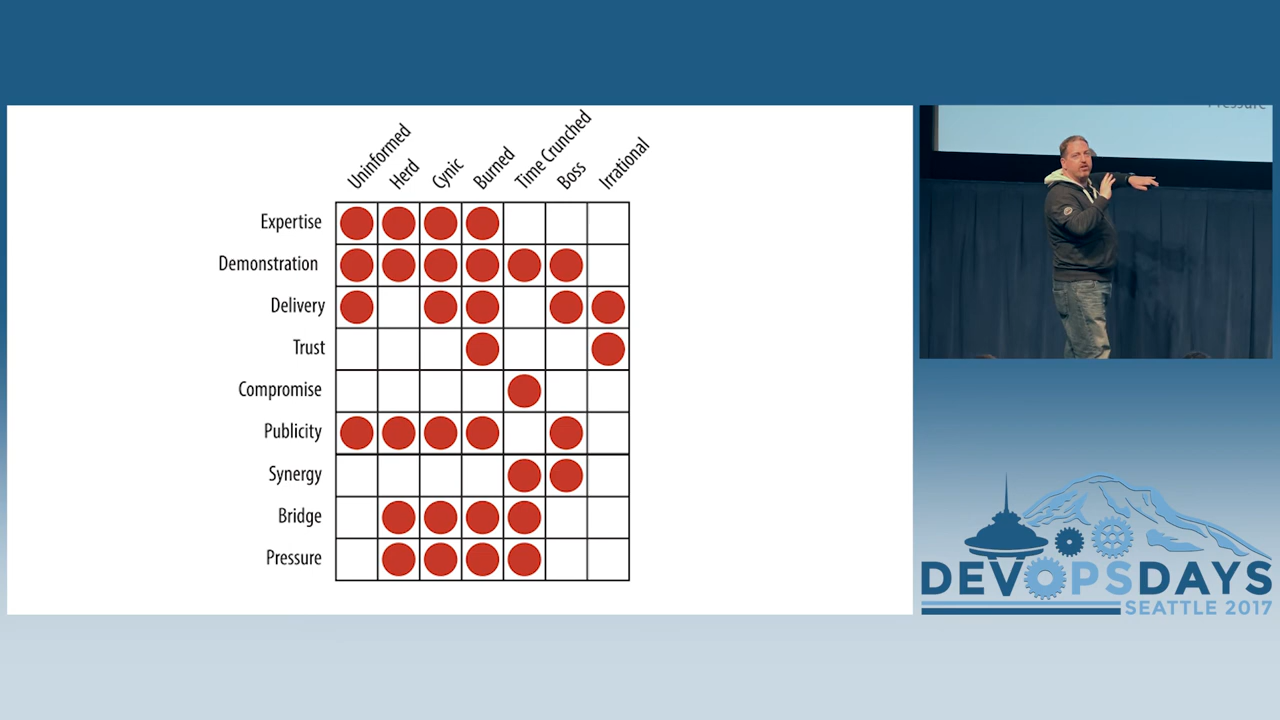 Uninformed
Herd
Cynic
Burned
Time Crunched
Boss
Irrational
Expertise
Demonstration
Delivery
Trust
Compromise
Publicity
Synergy
Bridge
Pressure
Pressure
DEVOPSDAYS
SEATTLE 2017